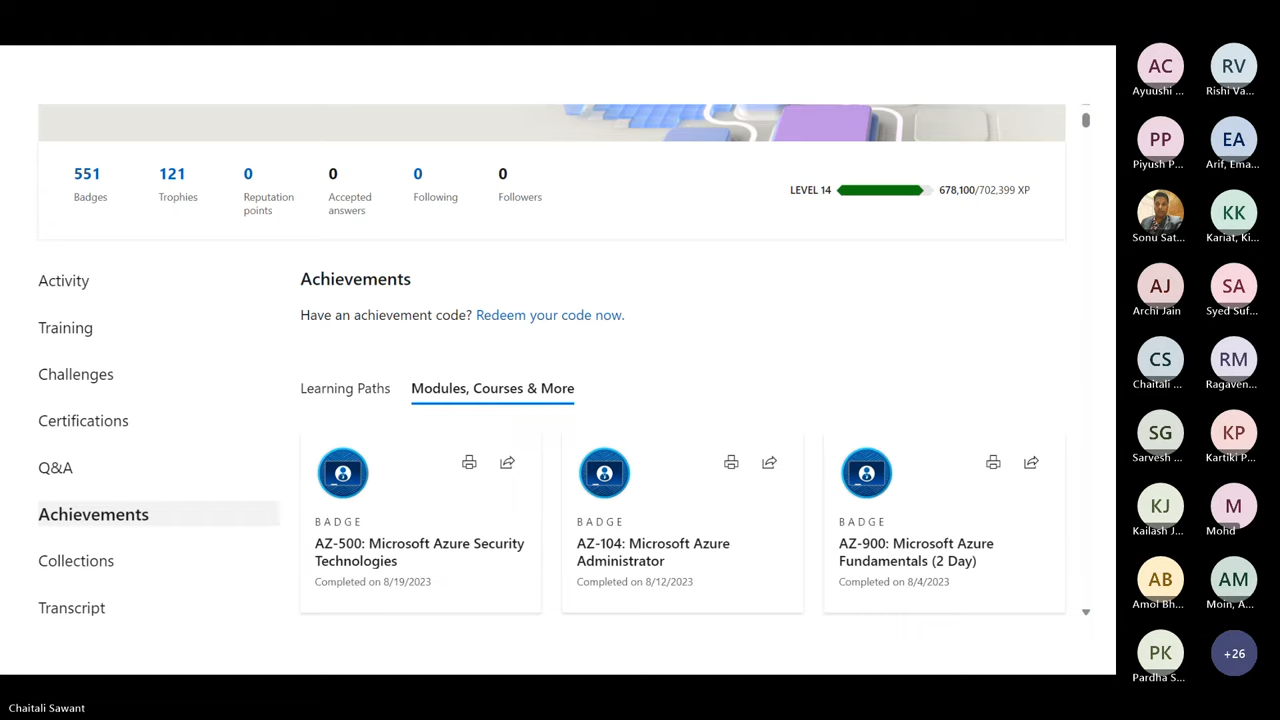 551
121
0
0
0
0
Badges
Trophies
Reputation
points
Accepted
answers
Following
Followers
LEVEL 14
678,100/702,399 XP
Activity
Training
Challenges
Certifications
Q&A
Achievements
Collections
Transcript
Achievements
Have an achievement code? Redeem your code now.
Learning Paths
Modules, Courses & More
BADGE
AZ-500: Microsoft Azure Security
Technologies
Completed on 8/19/2023
BADGE
AZ-104: Microsoft Azure
Administrator
Completed on 8/12/2023
BADGE
AZ-900: Microsoft Azure
Fundamentals (2 Day)
Completed on 8/4/2023
AC
Ayuushi ...
RV
Rishi Va...
PP
Piyush P...
EA
Arif, Ema...
Sonu Sat...
KK
Kariat, Ki...
AJ
Archi Jain
SA
Syed Suf...
CS
Chaitali ...
RM
Ragaven...
SG
Sarvesh ...
KP
Kartiki P...
KJ
Kailash J...
M
Mohd
AB
Amol Bh...
AM
Moin, A...
PK
Pardha S...
+26
Chaitali Sawant